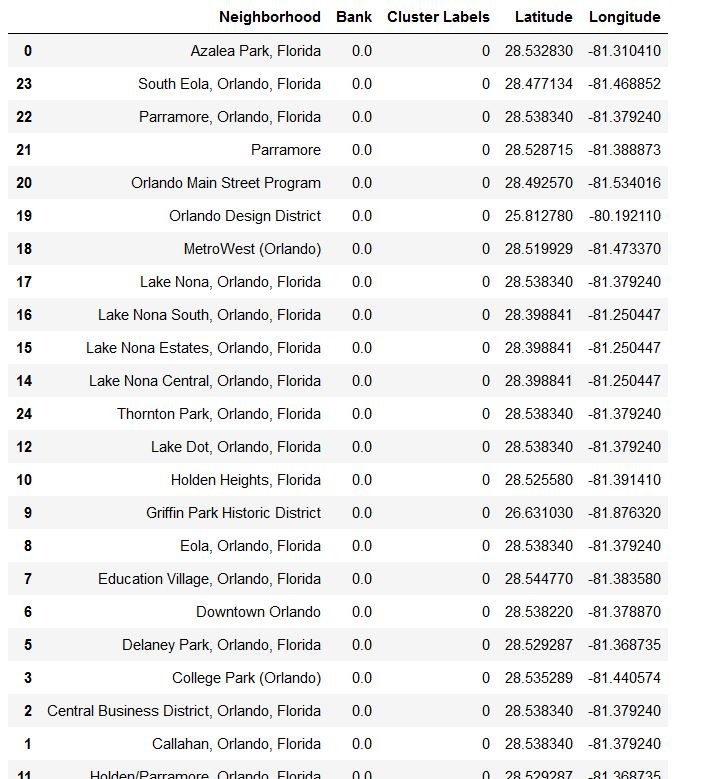 Neighborhood Bank Cluster Labels Latitude Longitude
0 Azalea Park, Florida 0.0 0 28.532830 -81.310410
23 South Eola, Orlando, Florida 0.0 0 28.477134 -81.468852
22 Parramore, Orlando, Florida 0.0 0 28.538340 -81.379240
21 Parramore 0.0 0 28.528715 -81.388873
20 Orlando Main Street Program 0.0 0 28.492570 -81.534016
19 Orlando Design District 0.0 0 25.812780 -80.192110
18 MetroWest (Orlando) 0.0 0 28.519929 -81.473370
17 Lake Nona, Orlando, Florida 0.0 0 28.538340 -81.379240
16 Lake Nona South, Orlando, Florida 0.0 0 28.398841 -81.250447
15 Lake Nona Estates, Orlando, Florida 0.0 0 28.398841 -81.250447
14 Lake Nona Central, Orlando, Florida 0.0 0 28.398841 -81.250447
24 Thornton Park, Orlando, Florida 0.0 0 28.538340 -81.379240
12 Lake Dot, Orlando, Florida 0.0 0 28.538340 -81.379240
10 Holden Heights, Florida 0.0 0 28.525580 -81.391410
9 Griffin Park Historic District 0.0 0 26.631030 -81.876320
8 Eola, Orlando, Florida 0.0 0 28.538340 -81.379240
7 Education Village, Orlando, Florida 0.0 0 28.544770 -81.383580
6 Downtown Orlando 0.0 0 28.538220 -81.378870
5 Delaney Park, Orlando, Florida 0.0 0 28.529287 -81.368735
3 College Park (Orlando) 0.0 0 28.535289 -81.440574
2 Central Business District, Orlando, Florida 0.0 0 28.538340 -81.379240
1 Callahan, Orlando, Florida 0.0 0 28.538340 -81.379240
11 Holden/Parramore, Orlando, Florida 0.0 0 28.529287 -81.368735